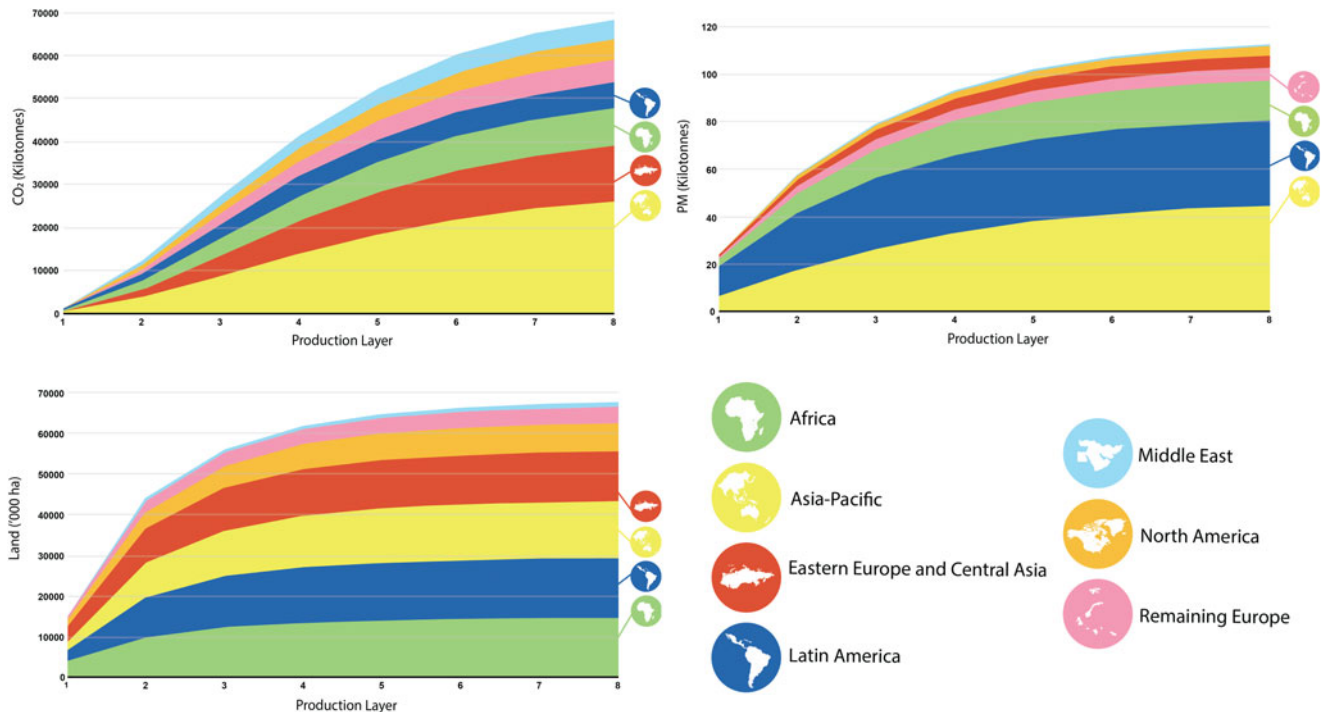 70000
60000
50000
40000
30000
20000
10000
0
CO₂ (Kilotonnes)
1 2 3 4 5 6 7 8
Production Layer
120
100
80
60
40
20
0
PM (Kilotonnes)
1 2 3 4 5 6 7 8
Production Layer
70000
60000
50000
40000
30000
20000
10000
0
Land ('000 ha)
1 2 3 4 5 6 7 8
Production Layer
Africa
Asia-Pacific
Eastern Europe and Central Asia
Latin America
Middle East
North America
Remaining Europe